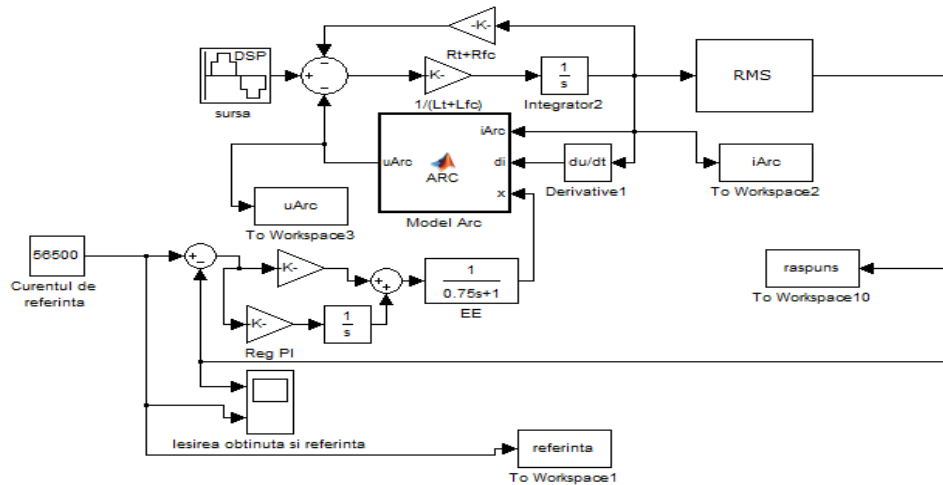 -K-
Rt+Rfc
DSP
sursa
-K-
1/(Lt+Lfc)
1
s
Integrator2
RMS
iArc
uArc
di
ARC
x
Model Arc
du/dt
Derivative1
iArc
To Workspace2
uArc
To Workspace3
56500
Curentul de
referinta
-K-
-K-
Reg PI
1
s
1
0.75s+1
EE
raspuns
To Workspace10
Iesirea obtinuta si referinta
referinta
To Workspace1